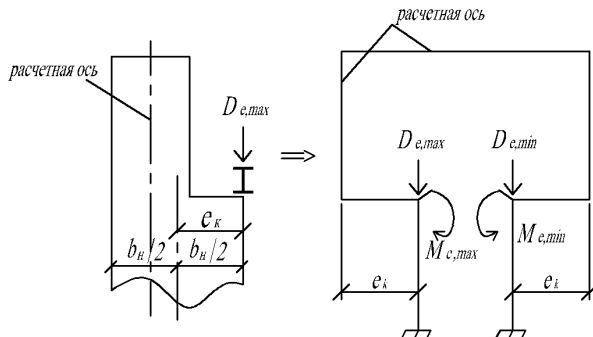 расчетная ось
расчетная ось
D e,max
D e,max
D e,min
M e,max
M e,min
e к
b н/2
b н/2
e k
e k